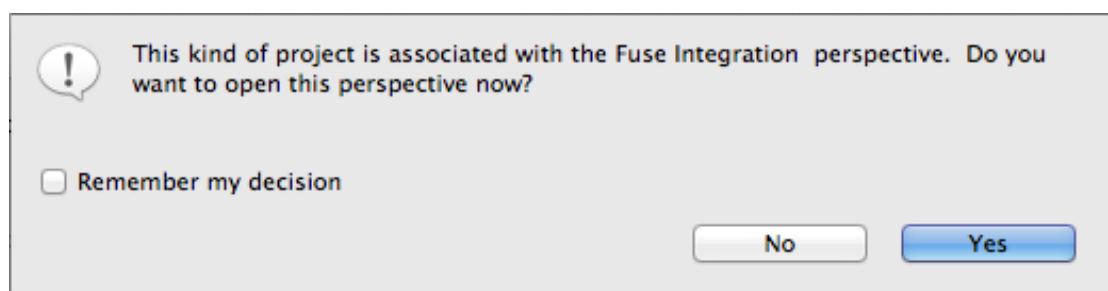 This kind of project is associated with the Fuse Integration  perspective.  Do you
want to open this perspective now?
Remember my decision
No
Yes